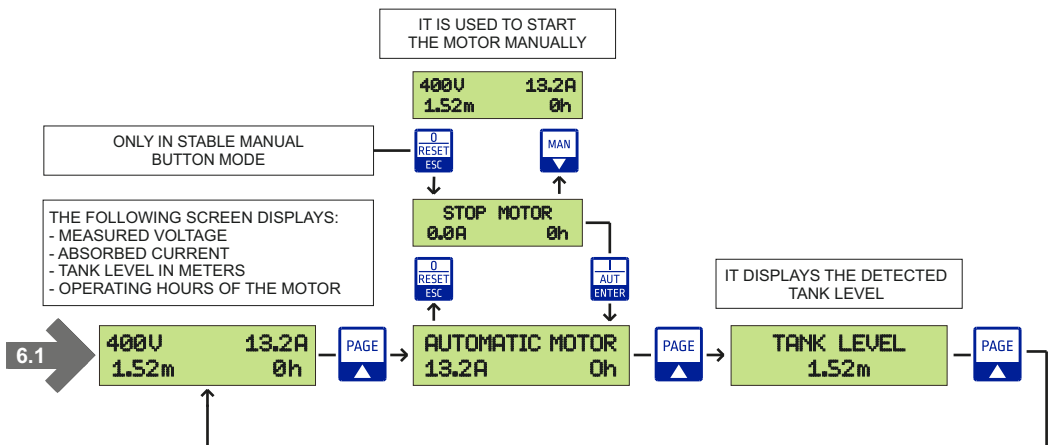 IT IS USED TO START
THE MOTOR MANUALLY
400V 13.2A
1.52m 0h
ONLY IN STABLE MANUAL
BUTTON MODE
0
RESET
ESC
MAN
THE FOLLOWING SCREEN DISPLAYS:
- MEASURED VOLTAGE
- ABSORBED CURRENT
- TANK LEVEL IN METERS
- OPERATING HOURS OF THE MOTOR
STOP MOTOR
0.0A 0h
0
RESET
ESC
I
AUT
ENTER
IT DISPLAYS THE DETECTED
TANK LEVEL
6.1
400V 13.2A
1.52m 0h
PAGE
AUTOMATIC MOTOR
13.2A 0h
PAGE
TANK LEVEL
1.52m
PAGE